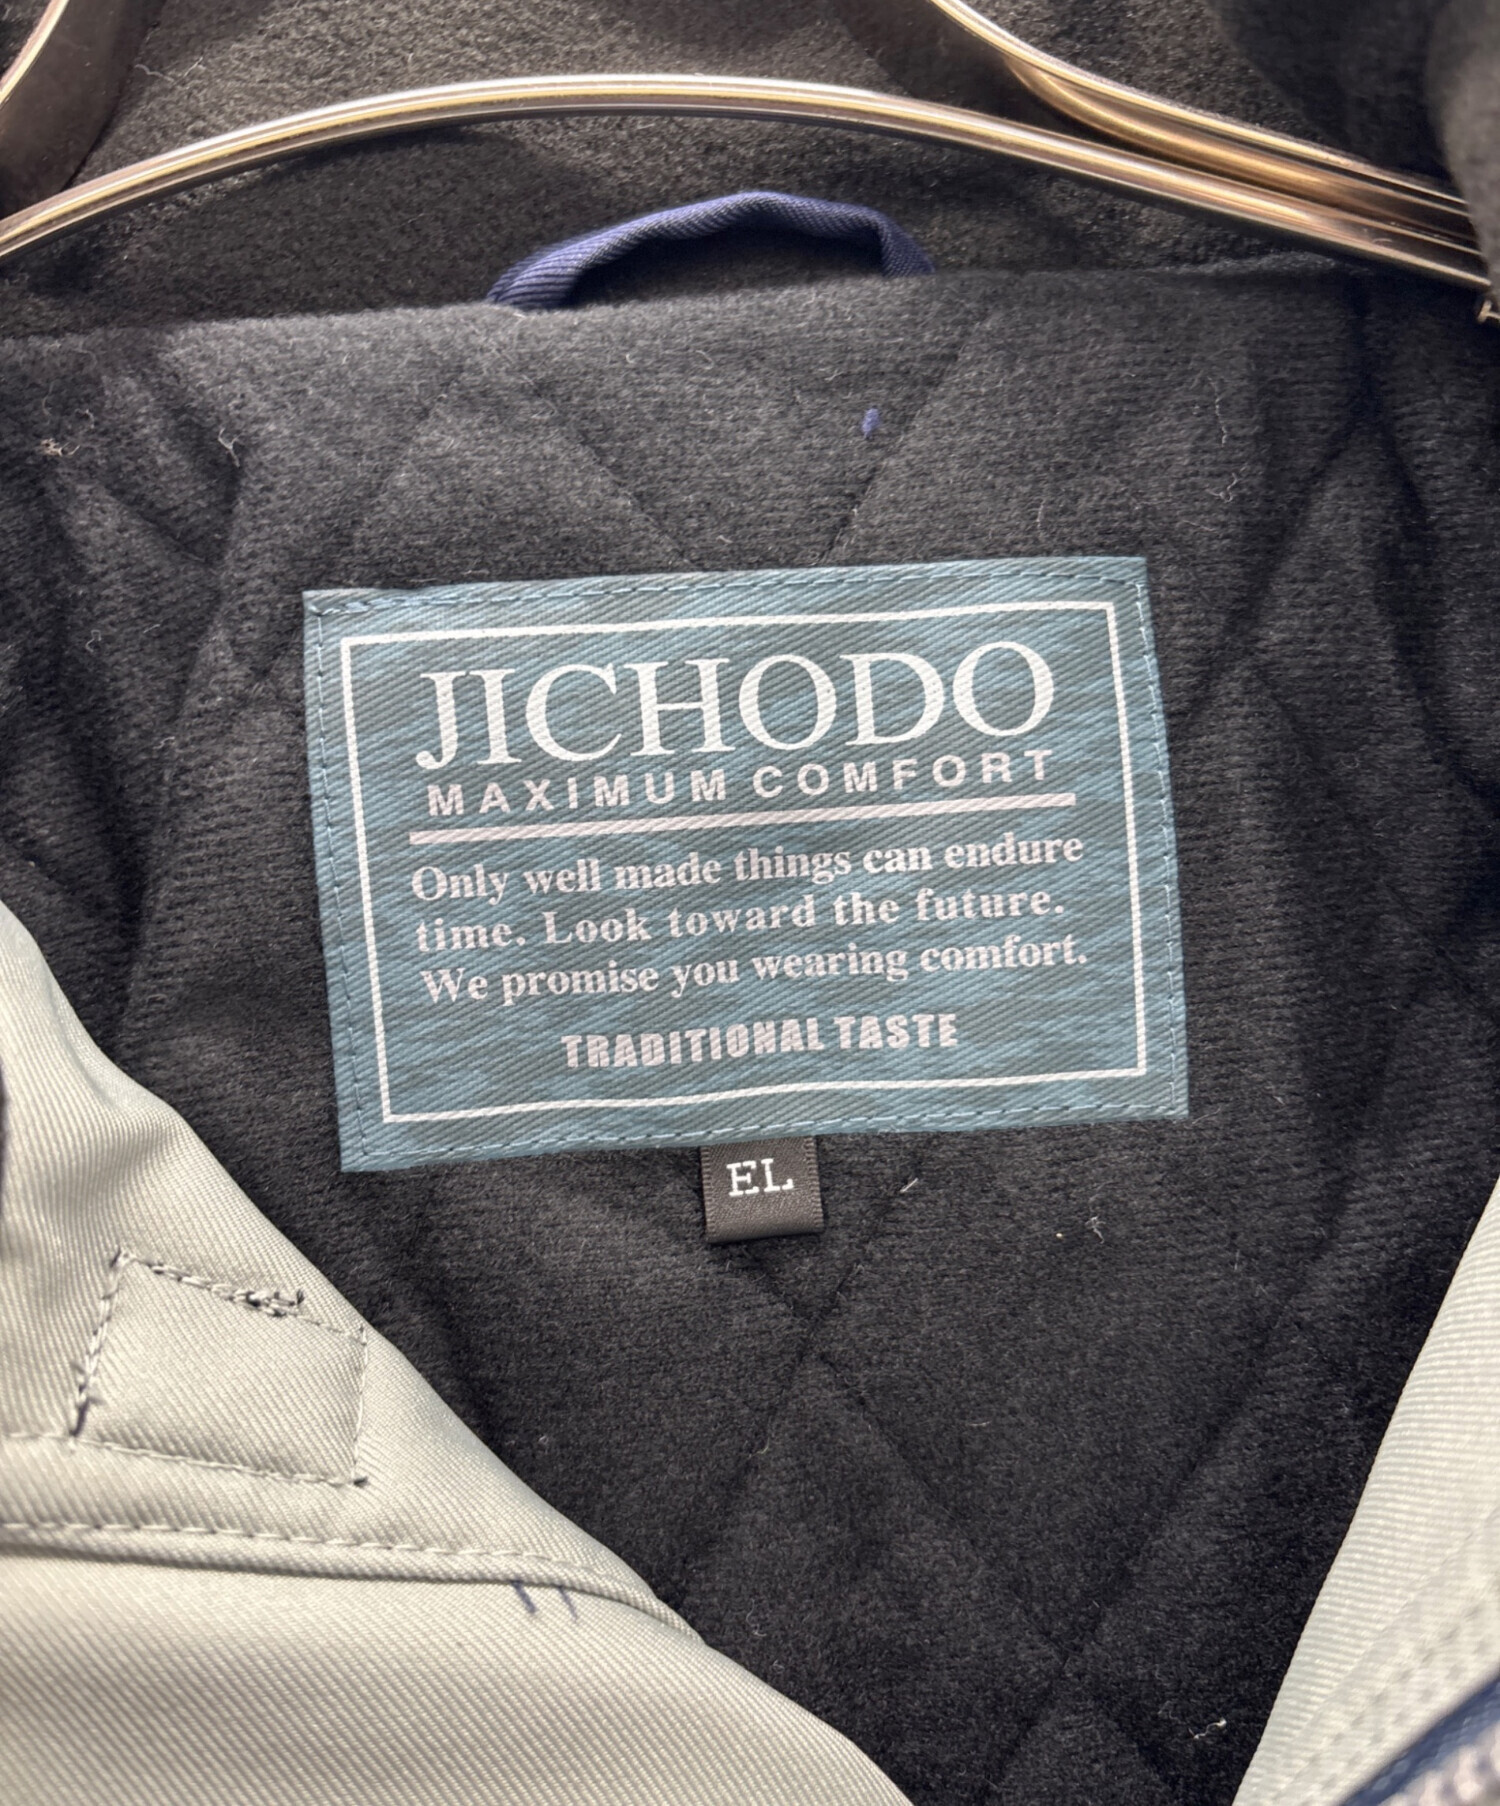 JICHODO
MAXIMUM COMFORT
Only well made things can endure
time. Look toward the future.
We promise you wearing comfort.
TRADITIONAL TASTE
EL